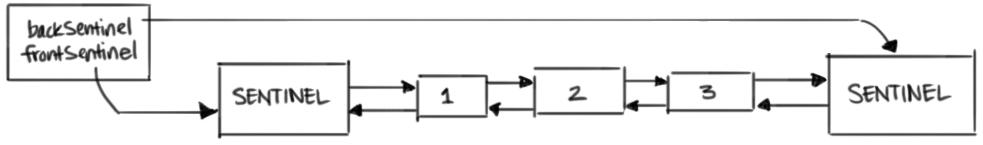 backSentinel
frontSentinel
SENTINEL
1
2
3
SENTINEL